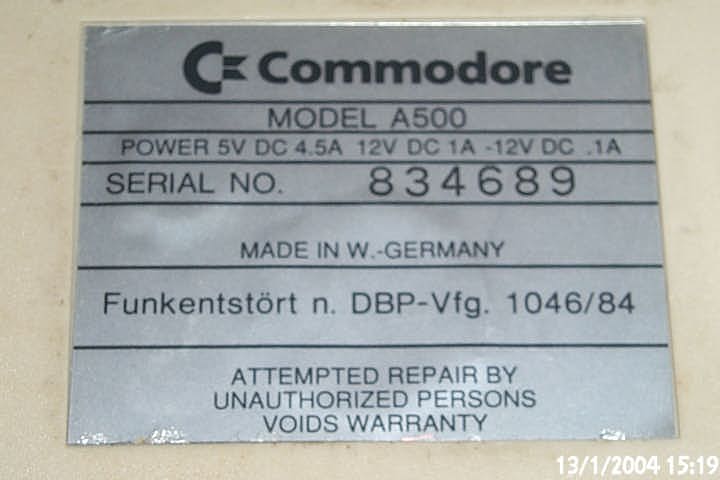 Commodore
MODEL A500
POWER 5V DC 4.5A 12V DC 1A -12V DC .1A
SERIAL NO. 834689
MADE IN W.-GERMANY
Funkentstört n. DBP-Vfg. 1046/84
ATTEMPTED REPAIR BY
UNAUTHORIZED PERSONS
VOIDS WARRANTY
13/1/2004 15:19